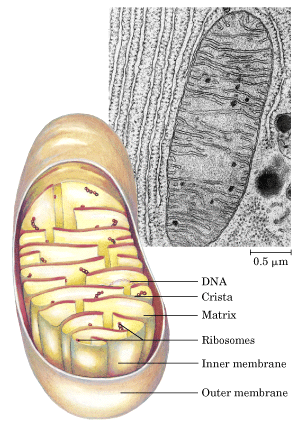 0.5 μm
DNA
Crista
Matrix
Ribosomes
Inner membrane
Outer membrane